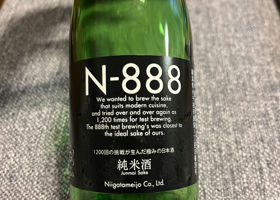 N-888
We wanted to brew the sake
that suits modern cuisine,
and tried over and over again as
1,200 times for test brewing.
The 888th test brewing's was closest to
the ideal sake of ours.
1200回の挑戦が生んだ極みの日本酒
純米酒
Junmai Sake
Niigatameijo Co., Ltd.